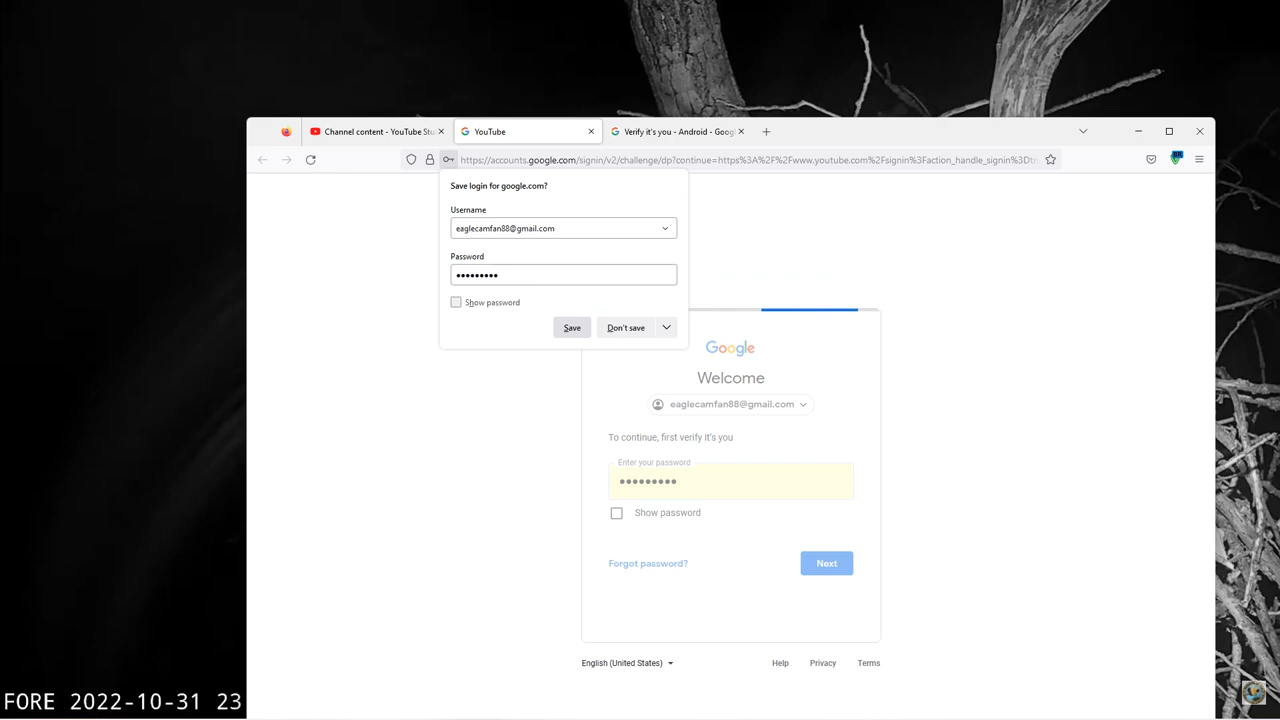 Channel content - YouTube Stu
YouTube
Verify it's you - Android - Googl
https://accounts.google.com/signin/v2/challenge/dp?continue=https%3A%2F%2Fwww.youtube.com%2Fsignin%3Faction_handle_signin%3Dtr
BR
Save login for google.com?
Username
eaglecamfan88@gmail.com
Password
•••••••••
Show password
Save
Don't save
Google
Welcome
eaglecamfan88@gmail.com
To continue, first verify it's you
Enter your password
•••••••••
Show password
Forgot password?
Next
English (United States)
Help
Privacy
Terms
FORE 2022-10-31 23